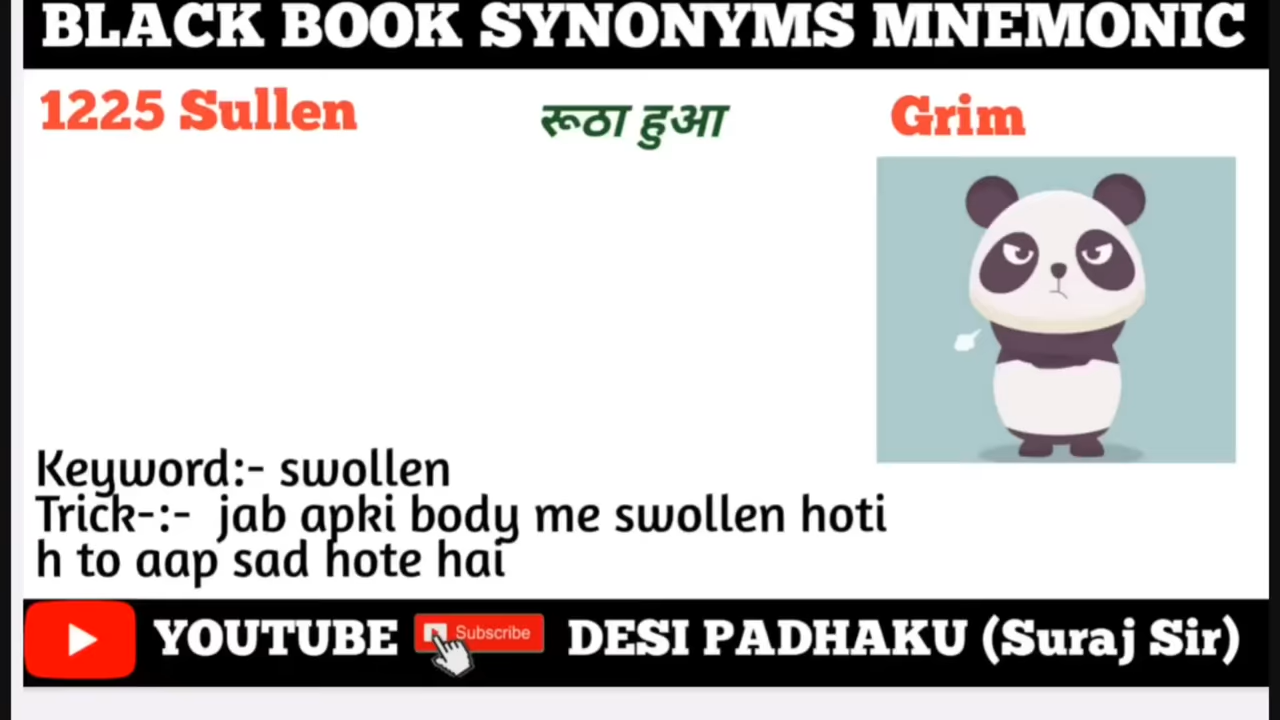 BLACK BOOK SYNONYMS MNEMONIC
1225 Sullen रूठा हुआ Grim
Keyword:- swollen
Trick-:- jab apki body me swollen hoti
h to aap sad hote hai
YOUTUBE Subscribe DESI PADHAKU (Suraj Sir)